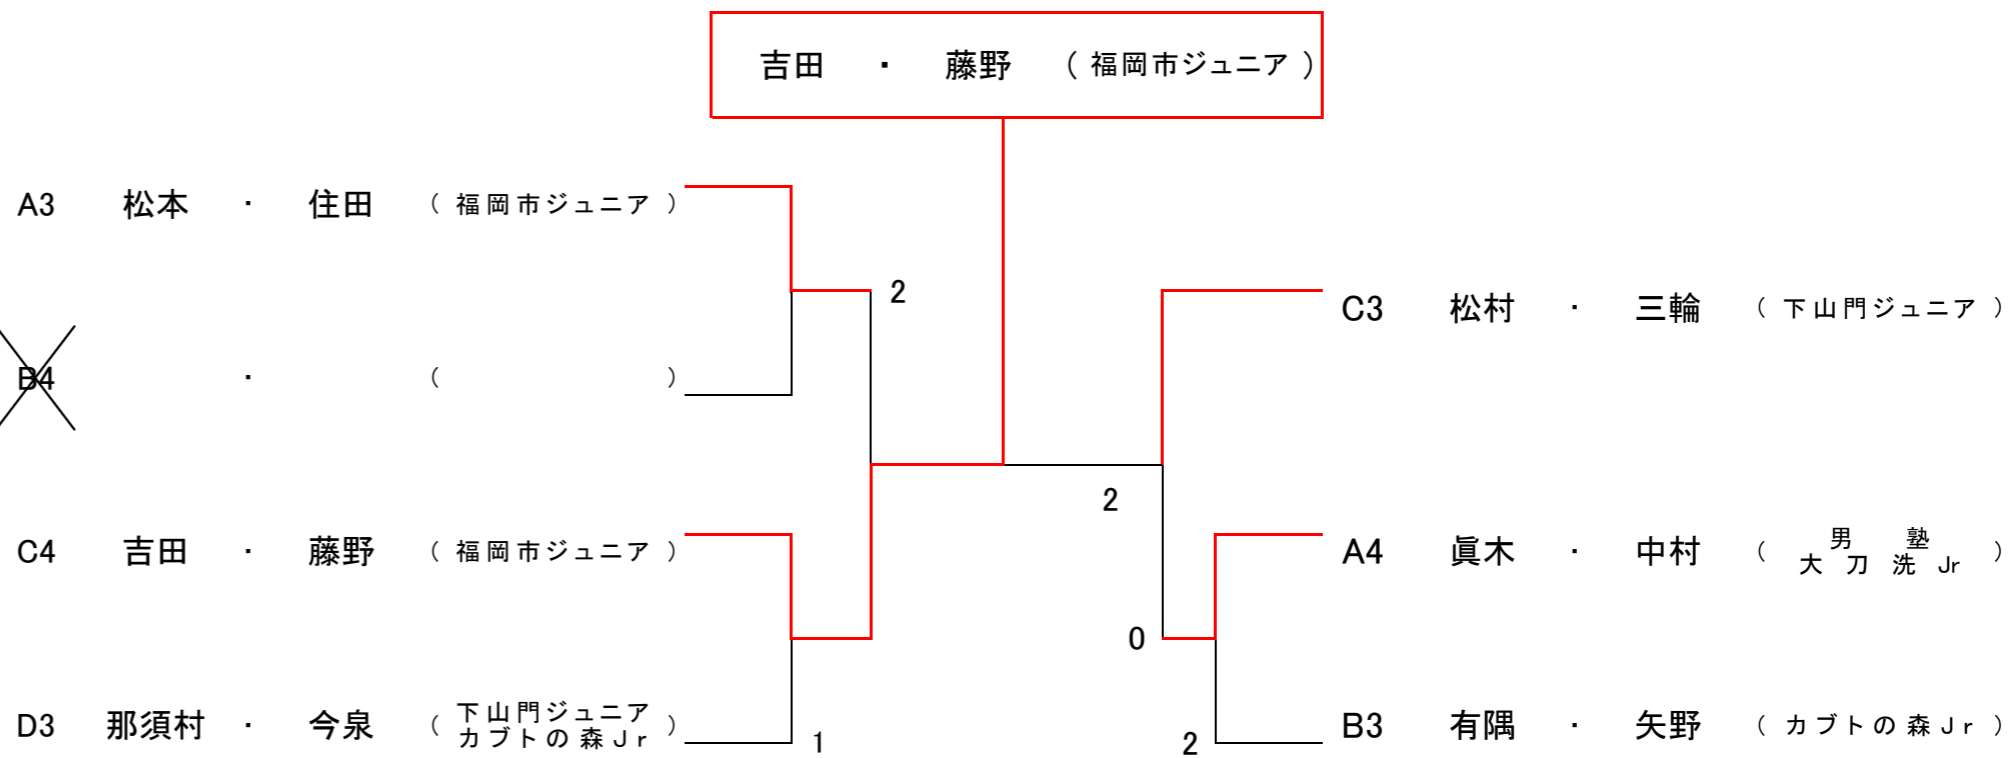 吉田 ・ 藤野 ( 福岡市ジュニア )
A3 松本 ・ 住田 ( 福岡市ジュニア )
2
B4 ・ ( )
C4 吉田 ・ 藤野 ( 福岡市ジュニア )
D3 那須村 ・ 今泉 ( 下山門ジュニア
カブトの森Jr )
1
C3 松村 ・ 三輪 ( 下山門ジュニア )
2
A4 眞木 ・ 中村 ( 男 塾
大 刀 洗 Jr )
0
B3 有隅 ・ 矢野 ( カブトの森Jr )
2